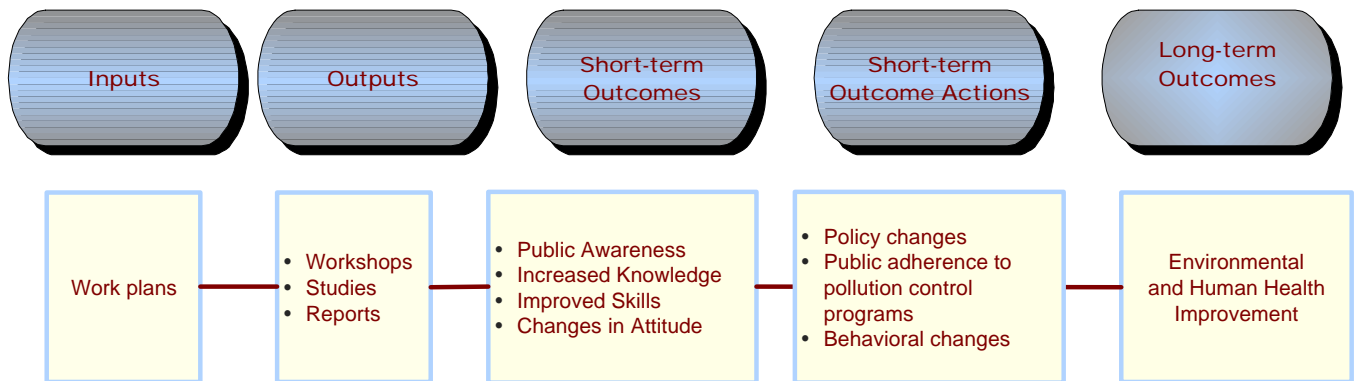 Inputs
Outputs
Short-term
Outcomes
Short-term
Outcome Actions
Long-term
Outcomes
Work plans
• Workshops
• Studies
• Reports
• Public Awareness
• Increased Knowledge
• Improved Skills
• Changes in Attitude
• Policy changes
• Public adherence to
pollution control
programs
• Behavioral changes
Environmental
and Human Health
Improvement